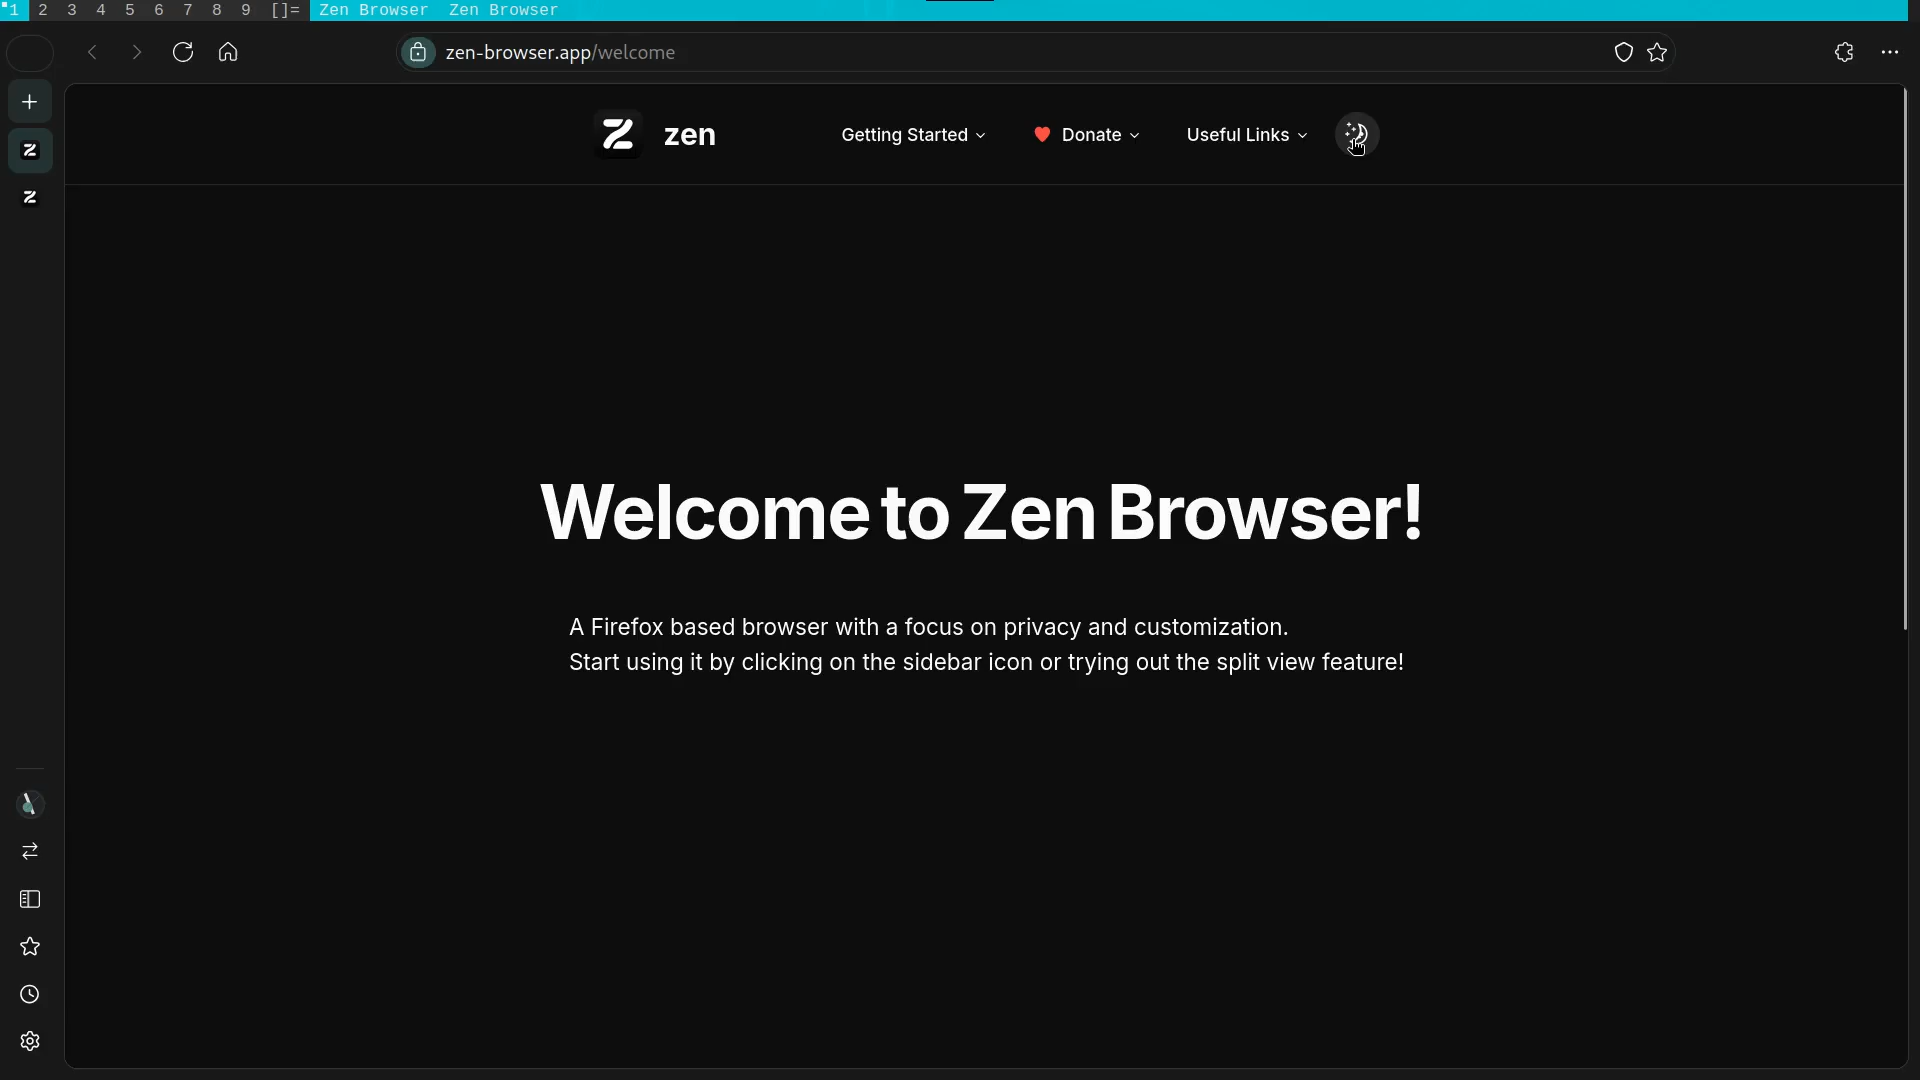 1 2 3 4 5 6 7 8 9 []= Zen Browser Zen Browser
zen-browser.app/welcome
zen Getting Started Donate Useful Links
Welcome to Zen Browser!
A Firefox based browser with a focus on privacy and customization.
Start using it by clicking on the sidebar icon or trying out the split view feature!